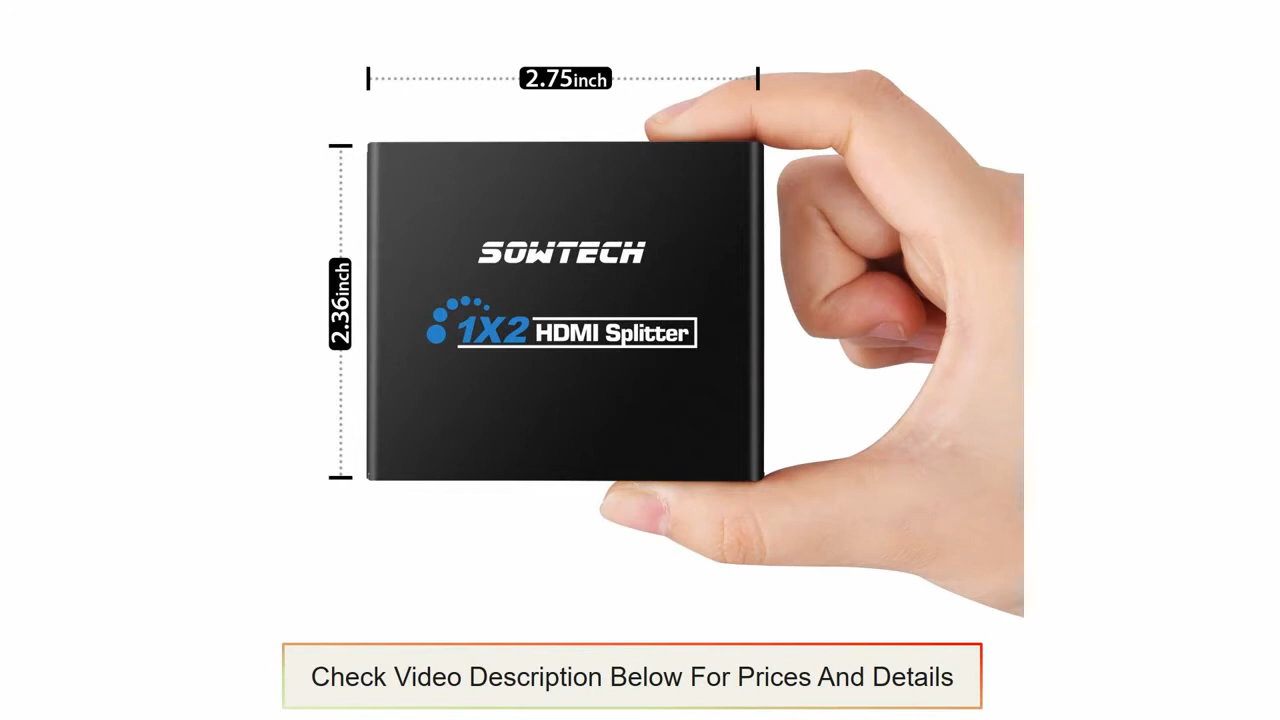 2.75inch
2.36inch
SOWTECH
1X2 HDMI Splitter
Check Video Description Below For Prices And Details